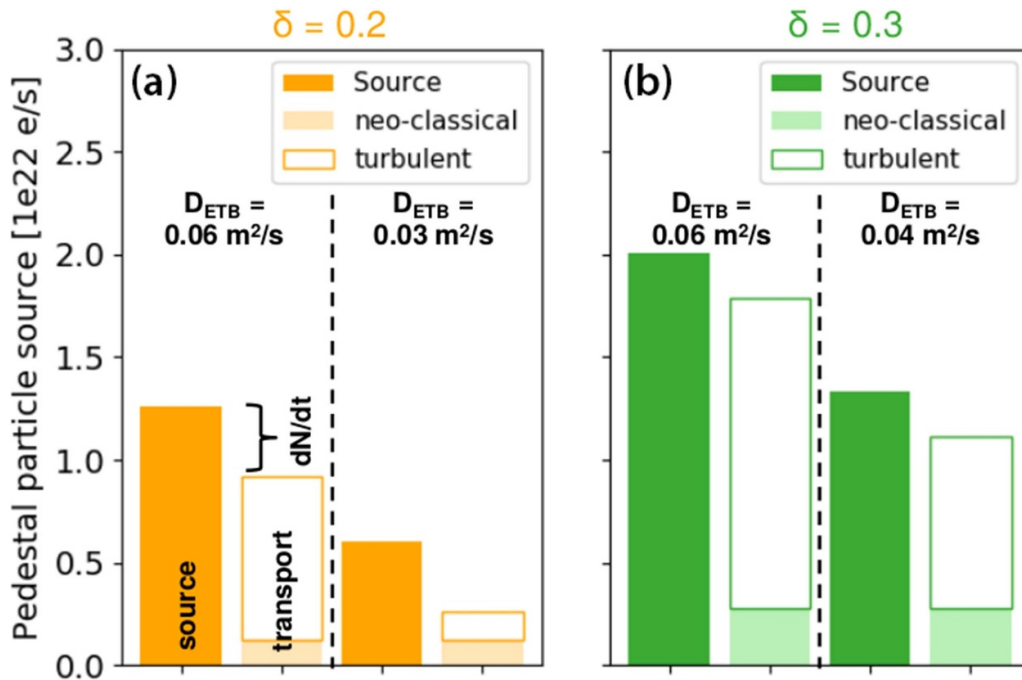 δ = 0.2
δ = 0.3
Pedestal particle source [1e22 e/s]
3.0
2.5
2.0
1.5
1.0
0.5
0.0
(a)
Source
neo-classical
turbulent
D_ETB =
0.06 m²/s
D_ETB =
0.03 m²/s
dN/dt
source
transport
(b)
Source
neo-classical
turbulent
D_ETB =
0.06 m²/s
D_ETB =
0.04 m²/s